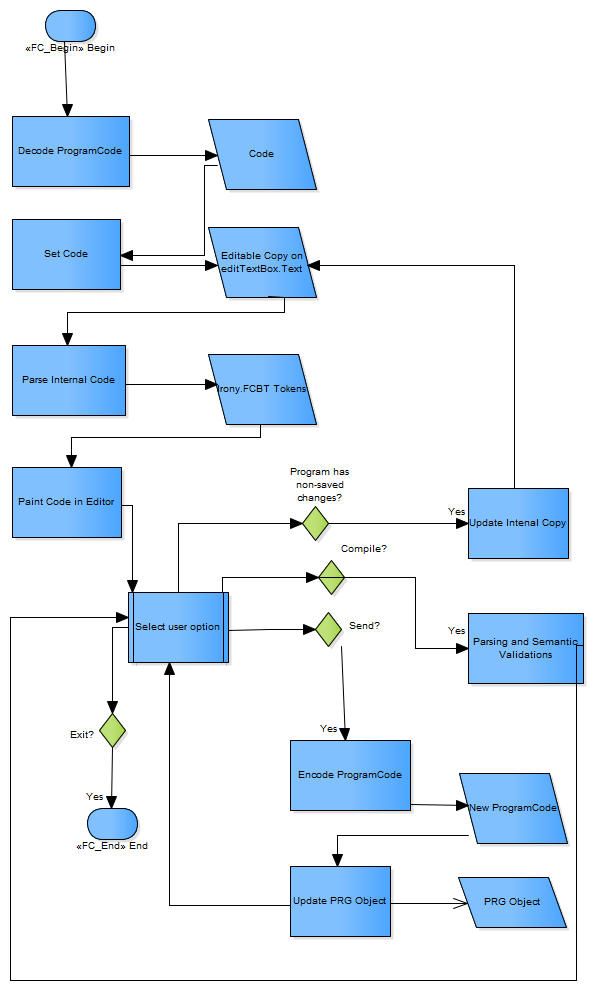 «FC_Begin» Begin
Decode ProgramCode
Code
Set Code
Editable Copy on
editTextBox.Text
Parse Internal Code
Irony.FCBT Tokens
Paint Code in Editor
Program has
non-saved
changes?
Yes
Update Intenal Copy
Compile?
Select user option
Send?
Yes
Parsing and Semantic
Validations
Exit?
Yes
Encode ProgramCode
Yes
«FC_End» End
New ProgramCode
Update PRG Object
PRG Object